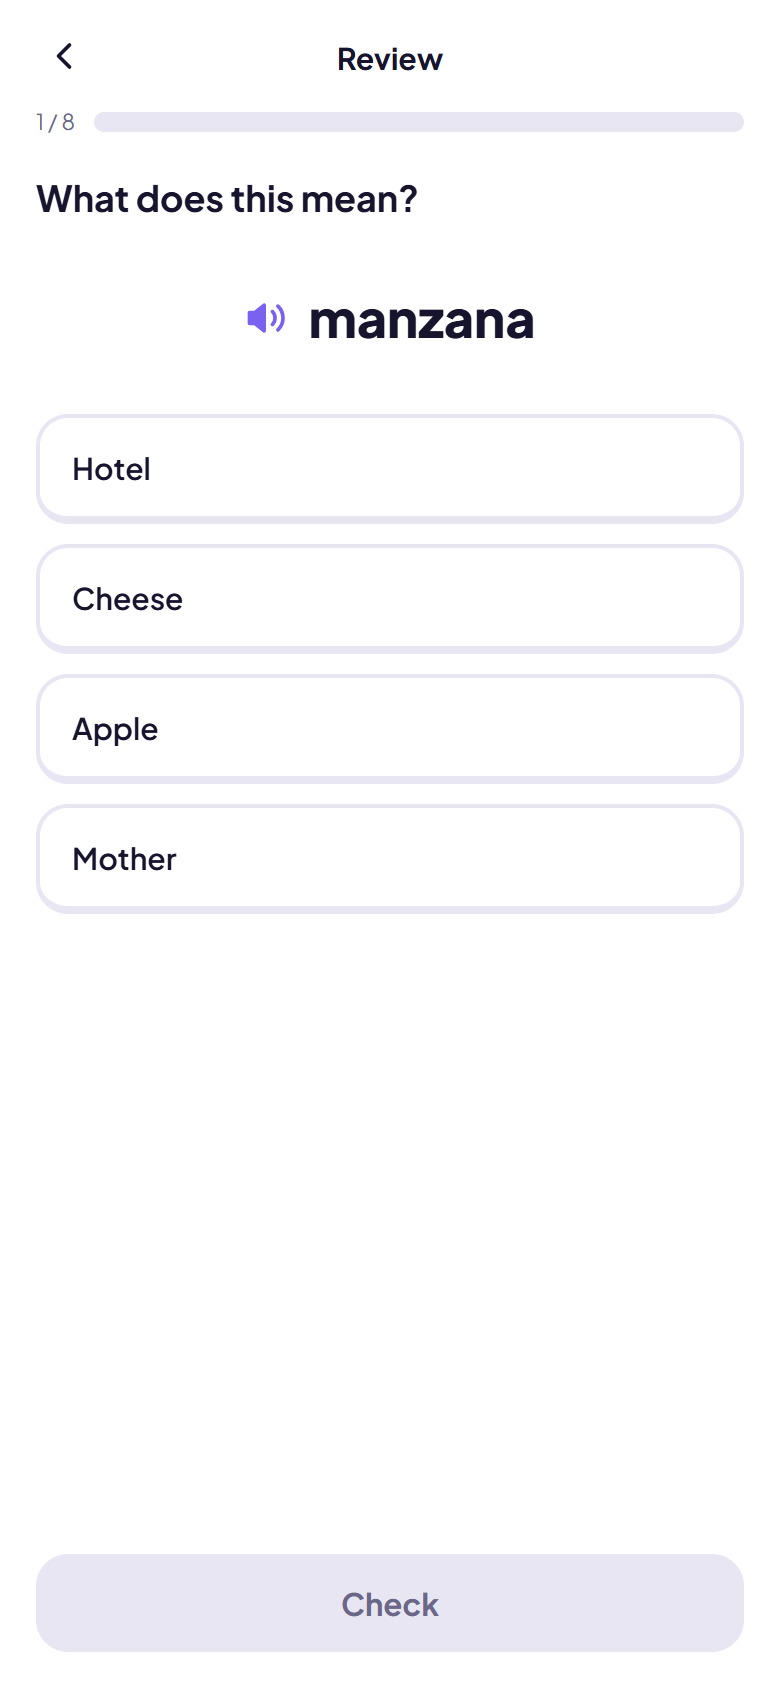 Review
1 / 8
What does this mean?
manzana
Hotel
Cheese
Apple
Mother
Check